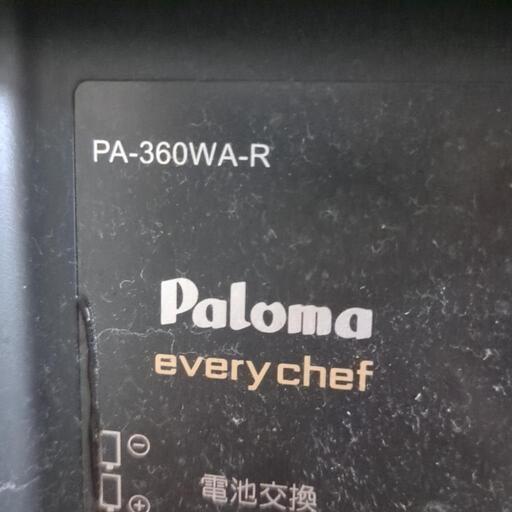 PA-360WA-R
Paloma
every chef
電池交換